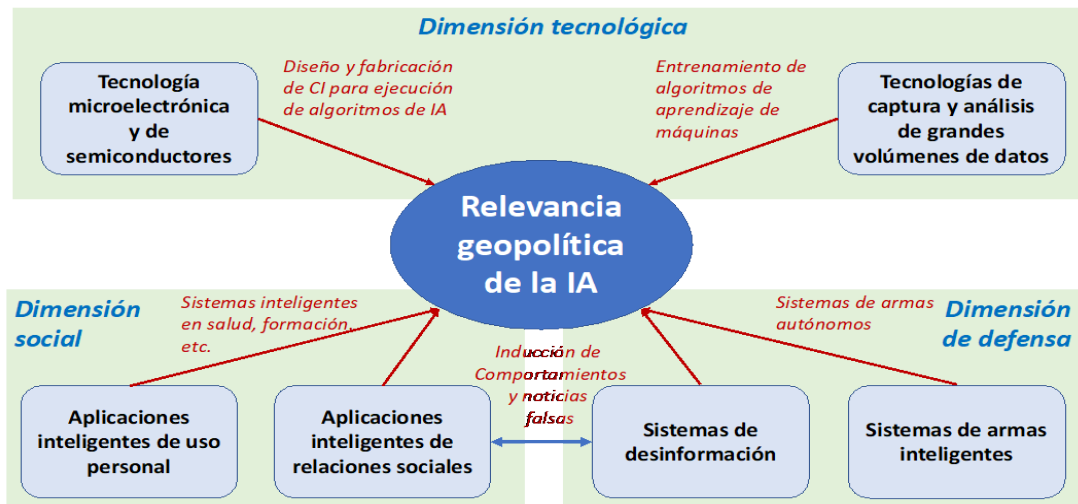 Dimensión tecnológica
Tecnología
microelectrónica
y de
semiconductores
Diseño y fabricación
de CI para ejecución
de algoritmos de IA
Entrenamiento de
algoritmos de
aprendizaje de
máquinas
Tecnologías de
captura y análisis
de grandes
volúmenes de datos
Relevancia
geopolítica
de la IA
Dimensión
social
Sistemas inteligentes
en salud, formación,
etc.
Sistemas de armas
autónomos
Dimensión
de defensa
Inducción de
Comportamientos
y noticias
falsas
Aplicaciones
inteligentes de uso
personal
Aplicaciones
inteligentes de
relaciones sociales
Sistemas de
desinformación
Sistemas de armas
inteligentes